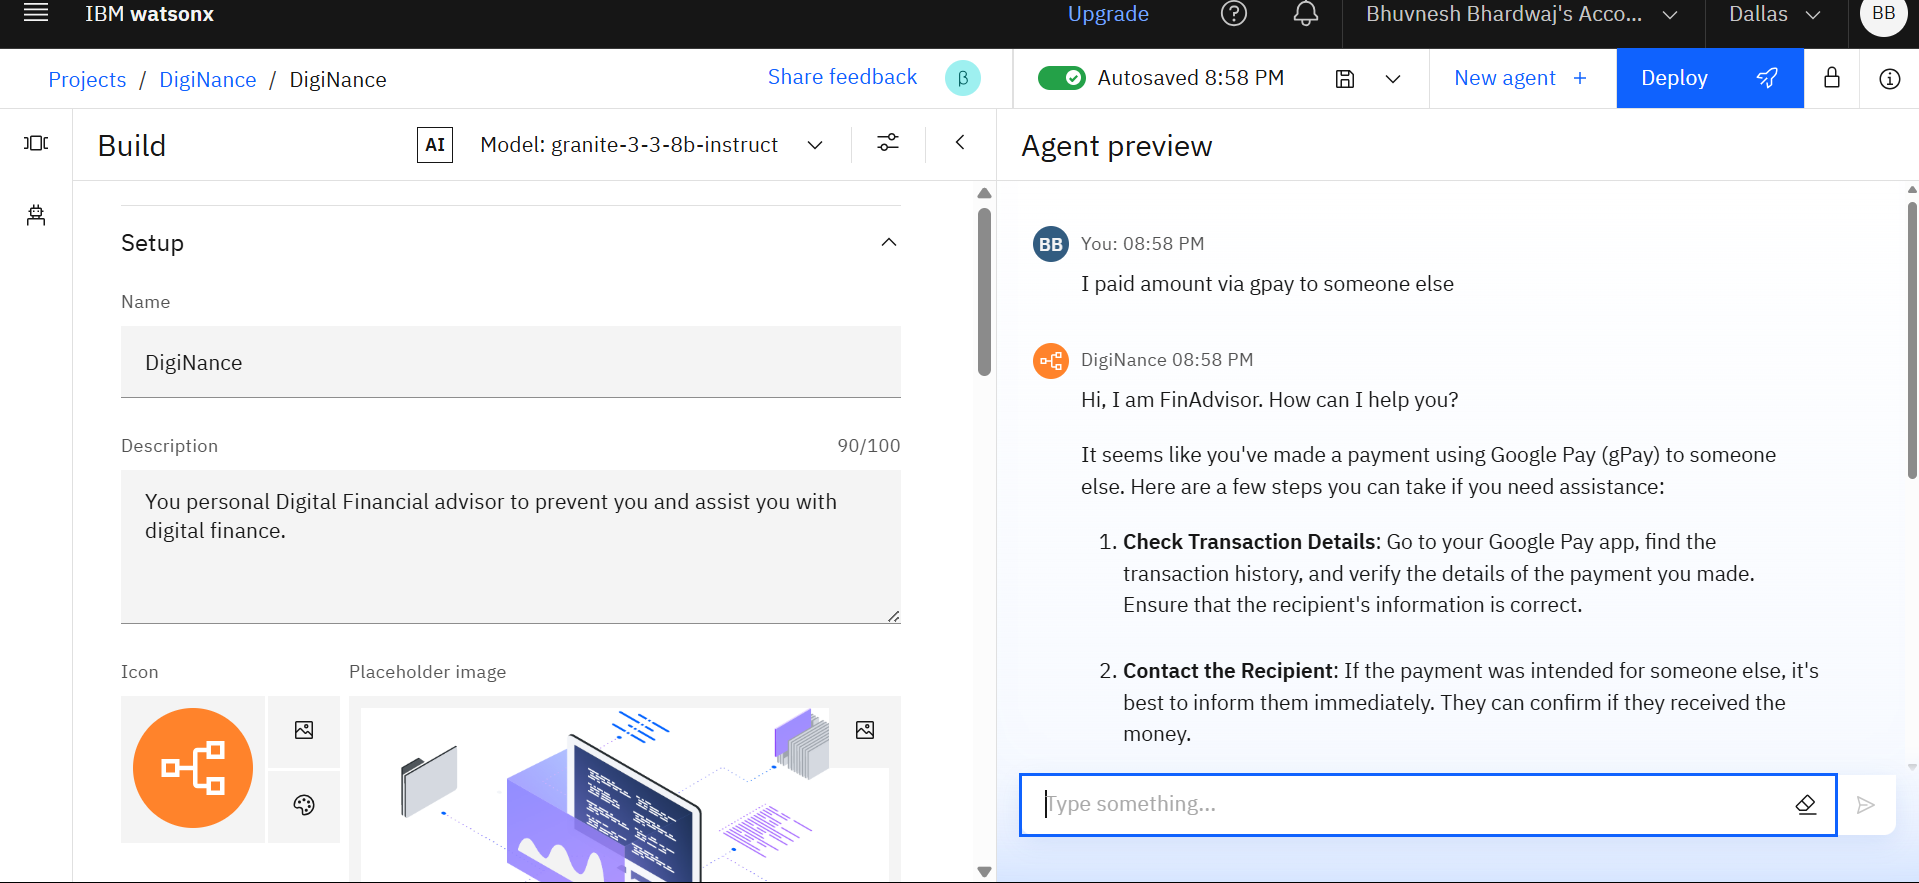 IBM watsonx
Upgrade
Bhuvnesh Bhardwaj's Acco...
Dallas
BB
Projects / DigiNance / DigiNance
Share feedback
β
Autosaved 8:58 PM
New agent +
Deploy
Build
AI
Model: granite-3-3-8b-instruct
Agent preview
Setup
Name
DigiNance
Description
90/100
You personal Digital Financial advisor to prevent you and assist you with
digital finance.
Icon
Placeholder image
BB
You: 08:58 PM
I paid amount via gpay to someone else
DigiNance 08:58 PM
Hi, I am FinAdvisor. How can I help you?
It seems like you've made a payment using Google Pay (gPay) to someone
else. Here are a few steps you can take if you need assistance:
1. Check Transaction Details: Go to your Google Pay app, find the
transaction history, and verify the details of the payment you made.
Ensure that the recipient's information is correct.
2. Contact the Recipient: If the payment was intended for someone else, it's
best to inform them immediately. They can confirm if they received the
money.
Type something...